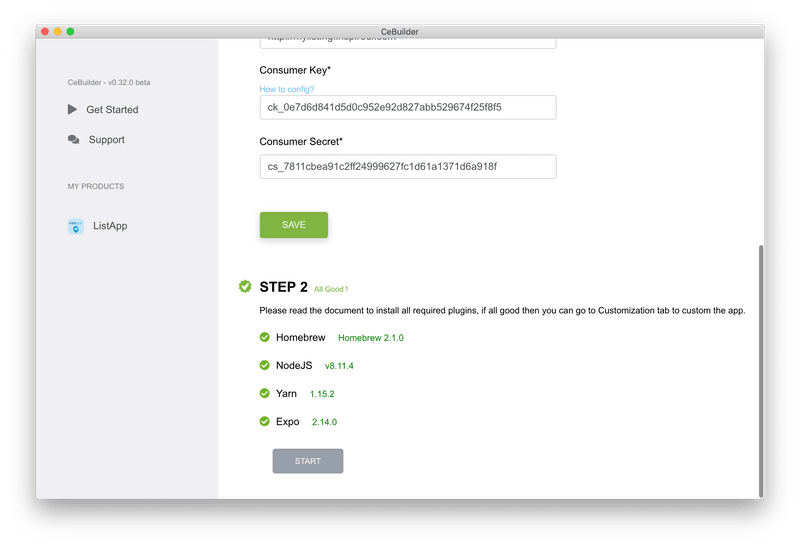 CeBuilder
CeBuilder - v0.32.0 beta
Get Started
Support
MY PRODUCTS
ListApp
Consumer Key*
How to config?
ck_0e7d6d841d5d0c952e92d827abb529674f25f8f5
Consumer Secret*
cs_7811cbea91c2ff24999627fc1d61a1371d6a918f
SAVE
STEP 2 All Good !
Please read the document to install all required plugins, if all good then you can go to Customization tab to custom the app.
Homebrew Homebrew 2.1.0
NodeJS v8.11.4
Yarn 1.15.2
Expo 2.14.0
START